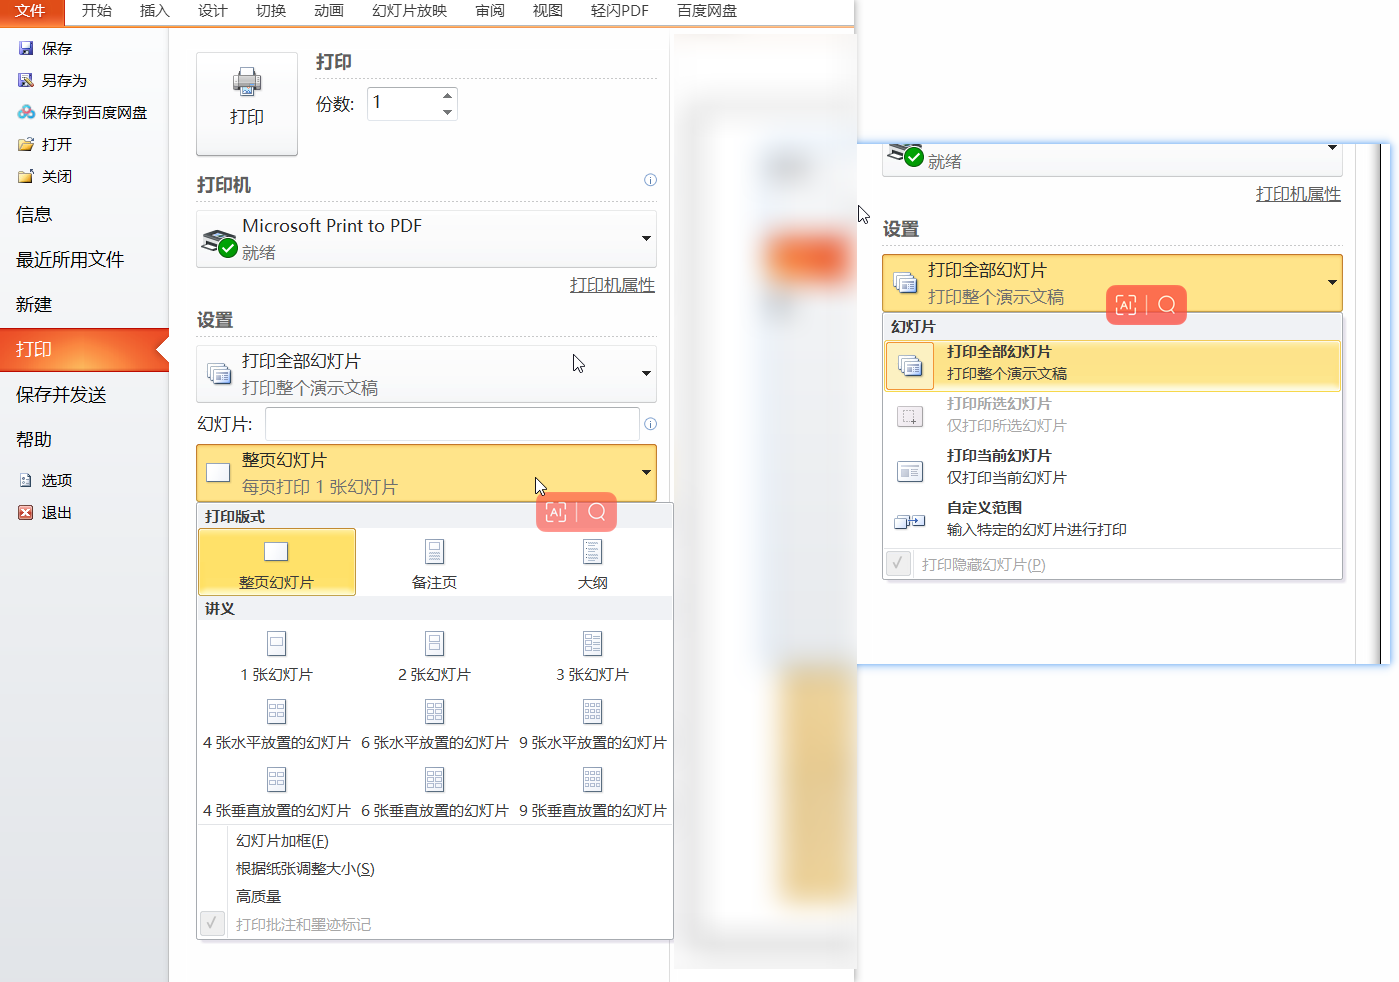 文件 开始 插入 设计 切换 动画 幻灯片放映 审阅 视图 轻闪PDF 百度网盘
保存
另存为
保存到百度网盘
打开
关闭
信息
最近所用文件
新建
打印
保存并发送
帮助
选项
退出
打印
打印
份数: 1
打印机
Microsoft Print to PDF
就绪
打印机属性
设置
打印全部幻灯片
打印整个演示文稿
幻灯片:
整页幻灯片
每页打印 1 张幻灯片
AI
打印版式
整页幻灯片 备注页 大纲
讲义
1 张幻灯片 2 张幻灯片 3 张幻灯片
4 张水平放置的幻灯片 6 张水平放置的幻灯片 9 张水平放置的幻灯片
4 张垂直放置的幻灯片 6 张垂直放置的幻灯片 9 张垂直放置的幻灯片
幻灯片加框(F)
根据纸张调整大小(S)
高质量
打印批注和墨迹标记
就绪
打印机属性
设置
打印全部幻灯片
打印整个演示文稿
AI
幻灯片
打印全部幻灯片
打印整个演示文稿
打印所选幻灯片
仅打印所选幻灯片
打印当前幻灯片
仅打印当前幻灯片
自定义范围
输入特定的幻灯片进行打印
打印隐藏幻灯片(P)